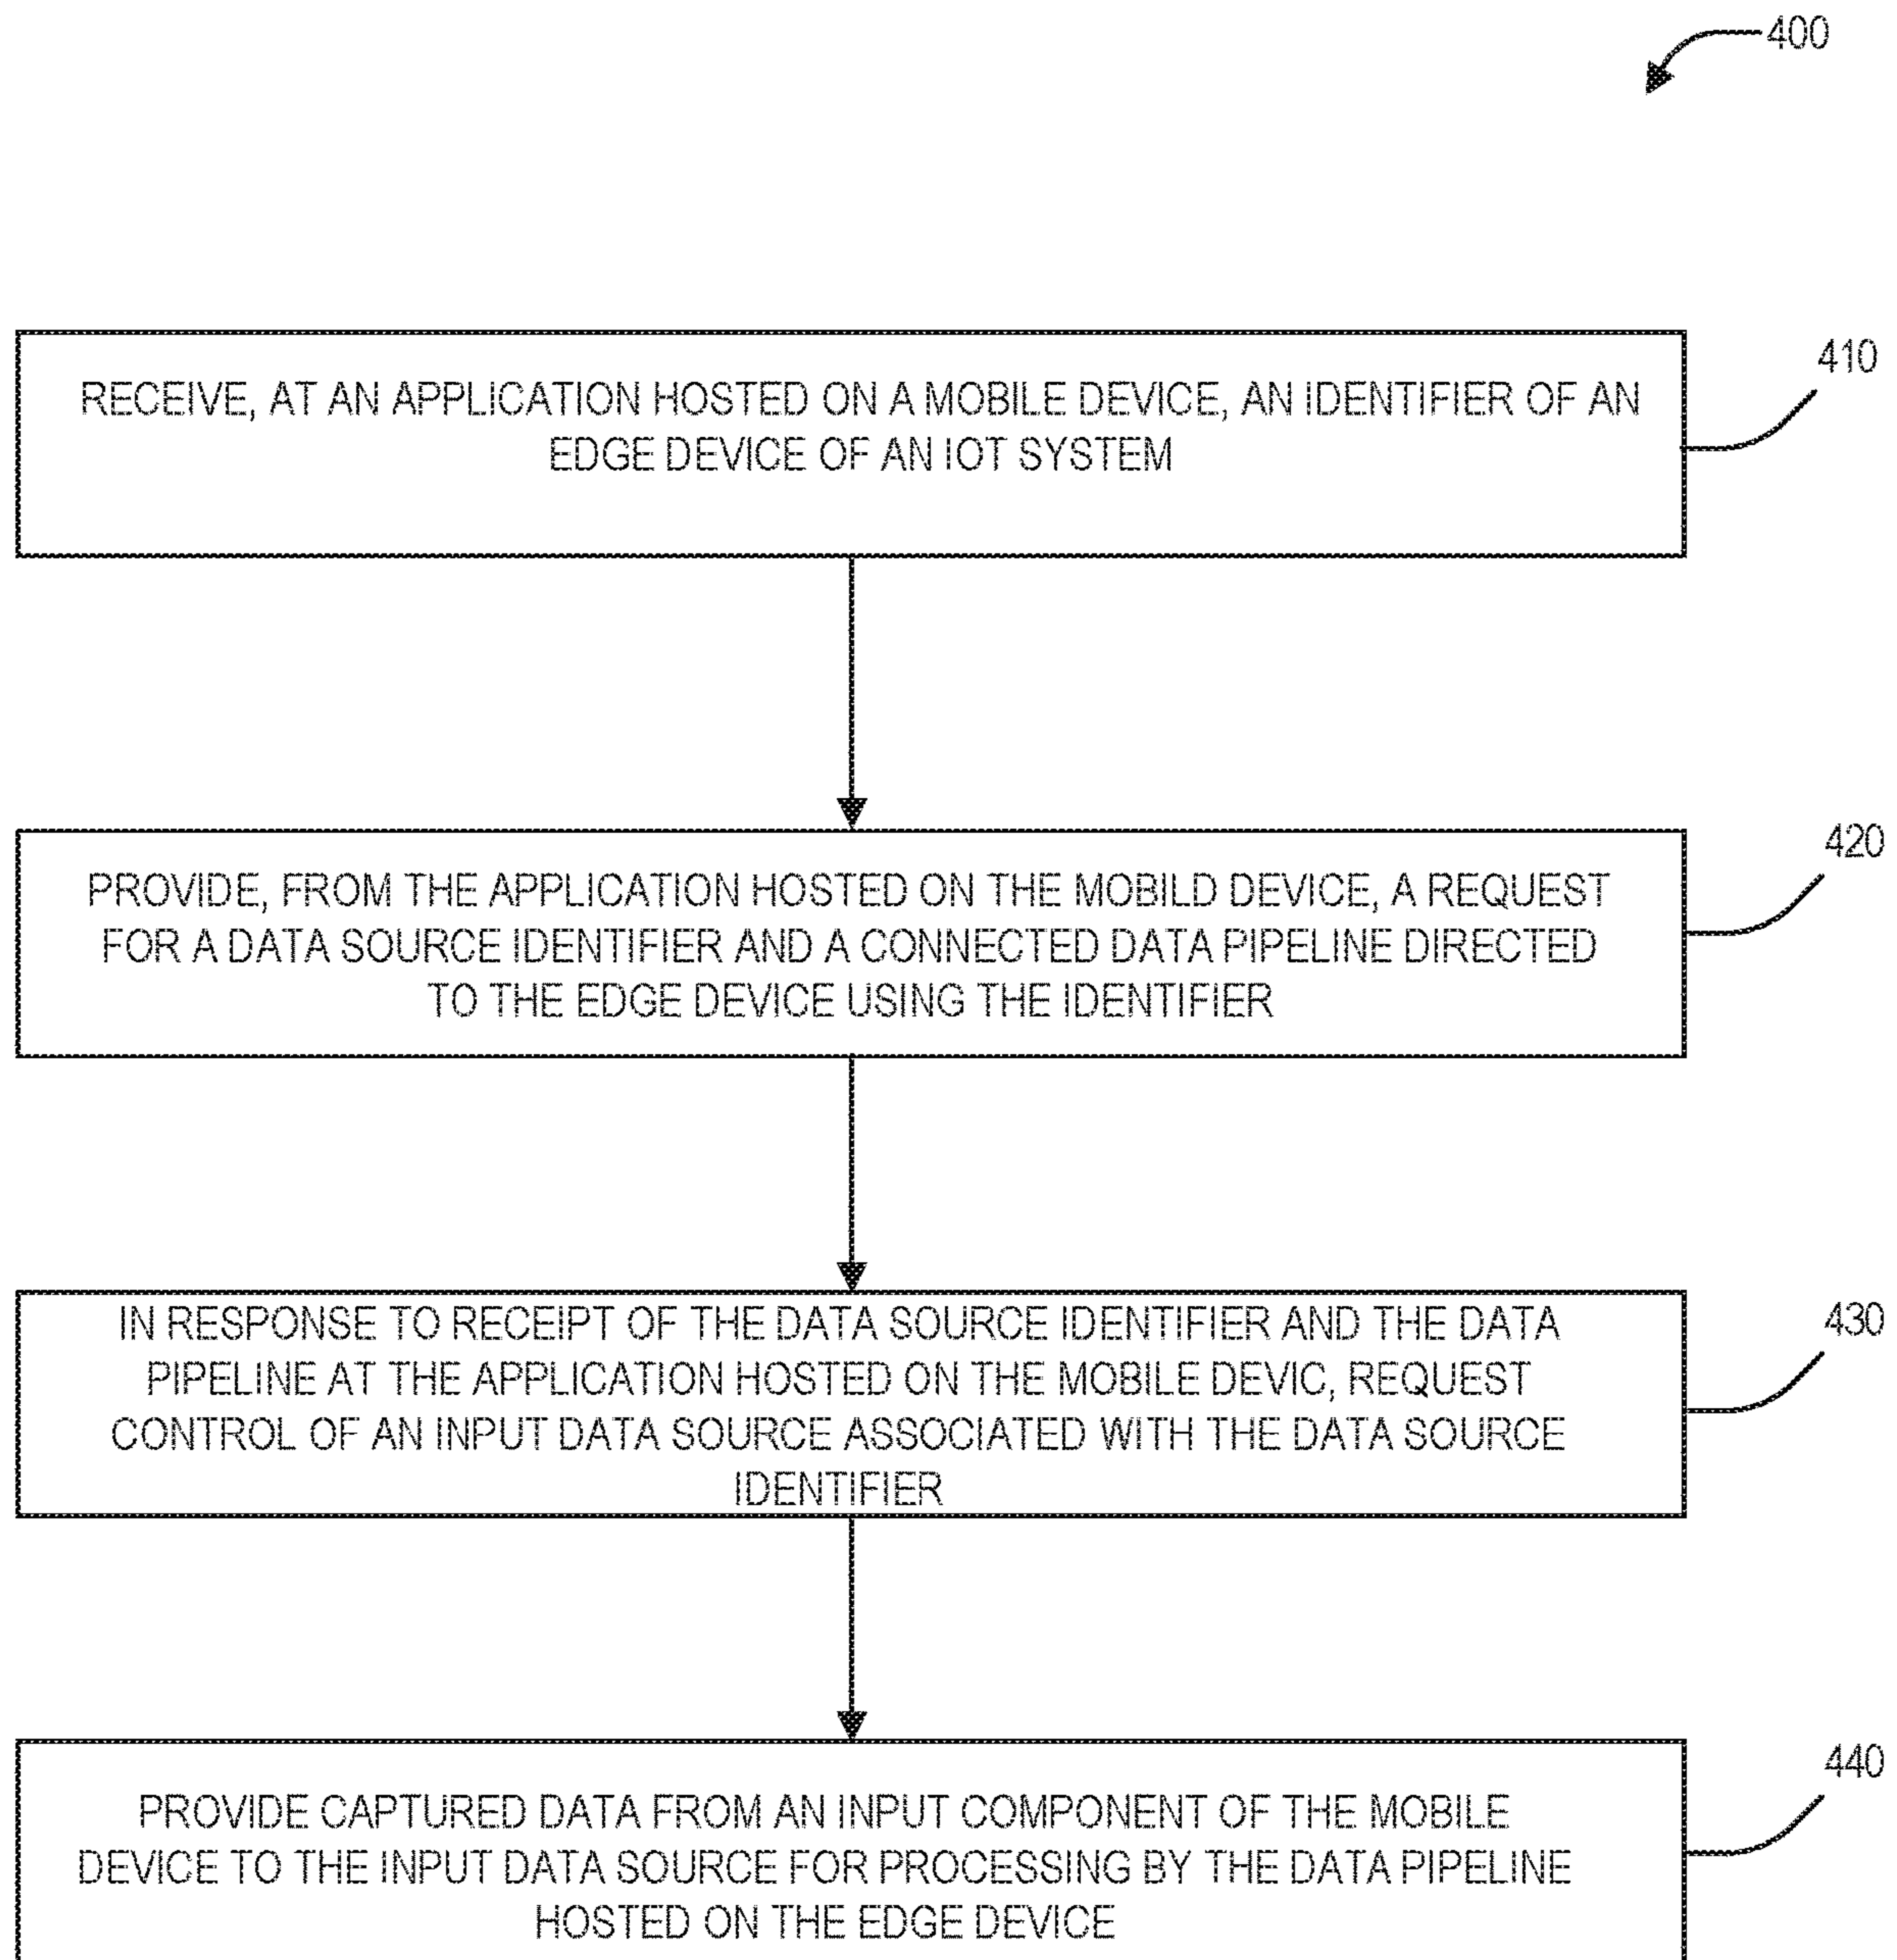 400
410
RECEIVE, AT AN APPLICATION HOSTED ON A MOBILE DEVICE, AN IDENTIFIER OF AN
EDGE DEVICE OF AN IOT SYSTEM
420
PROVIDE, FROM THE APPLICATION HOSTED ON THE MOBILD DEVICE, A REQUEST
FOR A DATA SOURCE IDENTIFIER AND A CONNECTED DATA PIPELINE DIRECTED
TO THE EDGE DEVICE USING THE IDENTIFIER
430
IN RESPONSE TO RECEIPT OF THE DATA SOURCE IDENTIFIER AND THE DATA
PIPELINE AT THE APPLICATION HOSTED ON THE MOBILE DEVIC, REQUEST
CONTROL OF AN INPUT DATA SOURCE ASSOCIATED WITH THE DATA SOURCE
IDENTIFIER
440
PROVIDE CAPTURED DATA FROM AN INPUT COMPONENT OF THE MOBILE
DEVICE TO THE INPUT DATA SOURCE FOR PROCESSING BY THE DATA PIPELINE
HOSTED ON THE EDGE DEVICE